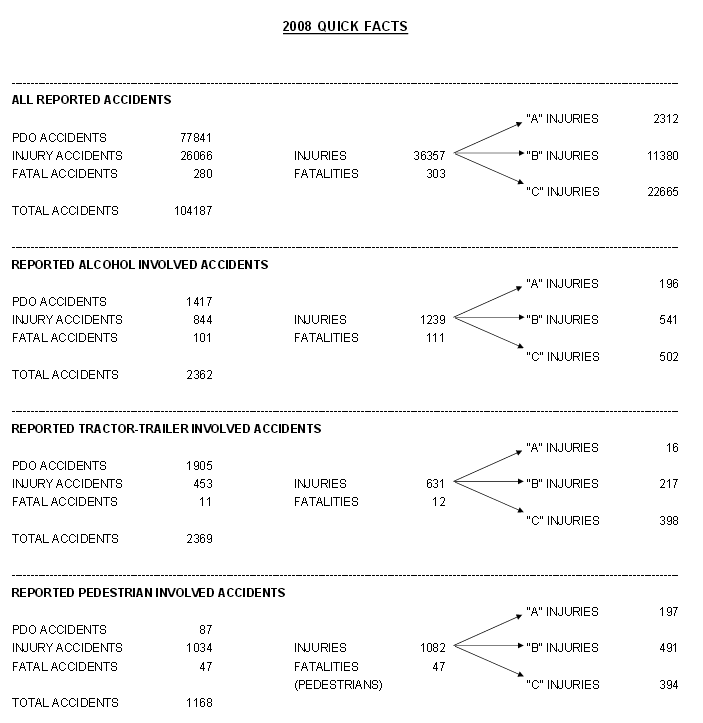 2008 QUICK FACTS
ALL REPORTED ACCIDENTS
"A" INJURIES 2312
PDO ACCIDENTS 77841
INJURY ACCIDENTS 26066 INJURIES 36357 "B" INJURIES 11380
FATAL ACCIDENTS 280 FATALITIES 303
"C" INJURIES 22665
TOTAL ACCIDENTS 104187
REPORTED ALCOHOL INVOLVED ACCIDENTS
"A" INJURIES 196
PDO ACCIDENTS 1417
INJURY ACCIDENTS 844 INJURIES 1239 "B" INJURIES 541
FATAL ACCIDENTS 101 FATALITIES 111
"C" INJURIES 502
TOTAL ACCIDENTS 2362
REPORTED TRACTOR-TRAILER INVOLVED ACCIDENTS
"A" INJURIES 16
PDO ACCIDENTS 1905
INJURY ACCIDENTS 453 INJURIES 631 "B" INJURIES 217
FATAL ACCIDENTS 11 FATALITIES 12
"C" INJURIES 398
TOTAL ACCIDENTS 2369
REPORTED PEDESTRIAN INVOLVED ACCIDENTS
"A" INJURIES 197
PDO ACCIDENTS 87
INJURY ACCIDENTS 1034 INJURIES 1082 "B" INJURIES 491
FATAL ACCIDENTS 47 FATALITIES 47
(PEDESTRIANS) "C" INJURIES 394
TOTAL ACCIDENTS 1168